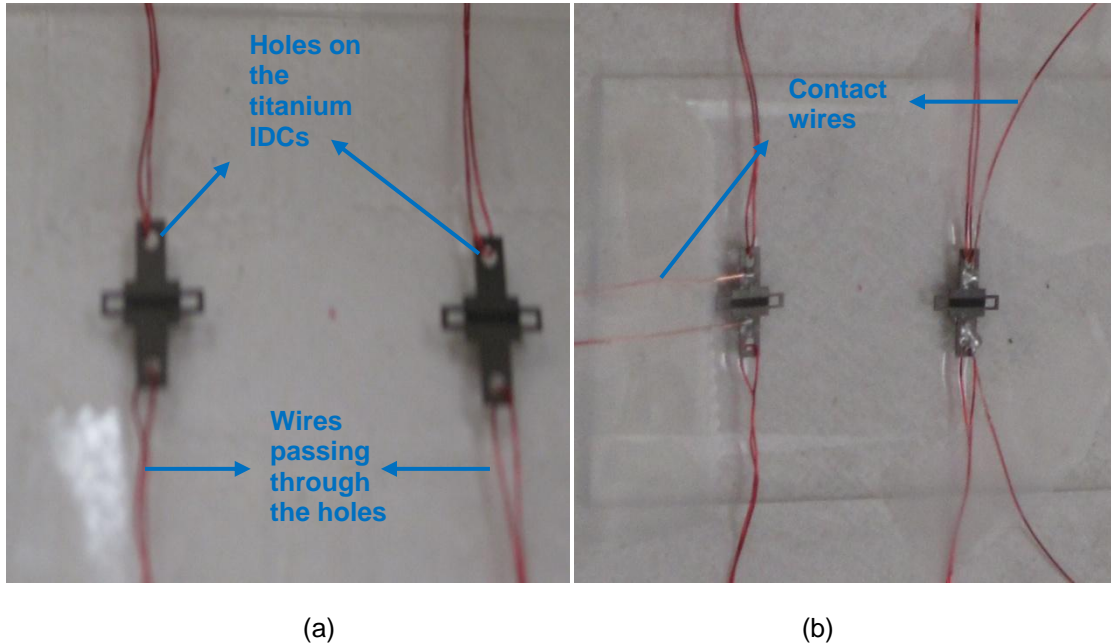 Holes on
the
titanium
IDCs
Wires
passing
through
the holes
Contact
wires
(a)
(b)